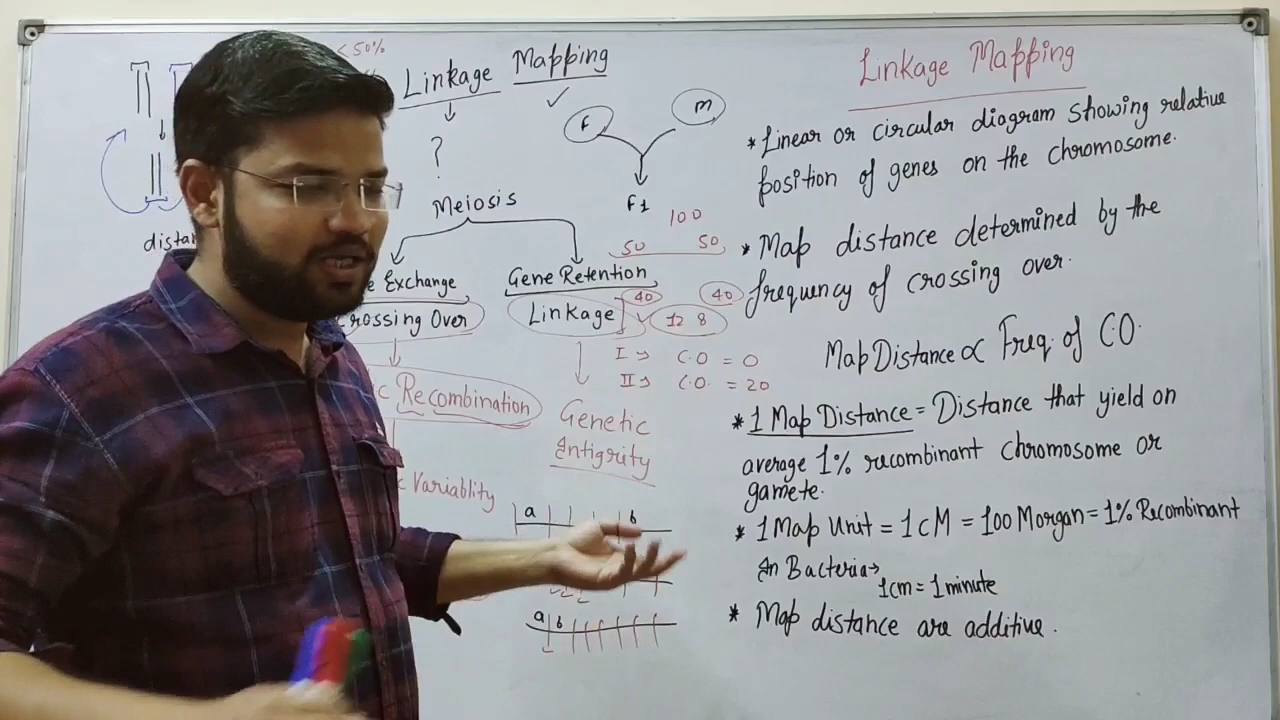 < 50%
Linkage Mapping
?
f
m
F1
Meiosis
100
50 50
distan
e Exchange
Gene Retention
Crossing Over
Linkage
40 40
12 8
I → C.O = 0
II → C.O. = 20
c Recombination
Genetic
Intigrity
c Variablity
a b
a b
Linkage Mapping
* Linear or circular diagram showing relative
position of genes on the chromosome.
* Map distance determined by the
frequency of crossing over.
Map Distance ∝ Freq. of C.O.
* 1 Map Distance = Distance that yield on
average 1% recombinant chromosome or
gamete.
* 1 Map Unit = 1 cM = 100 Morgan = 1% Recombinant
In Bacteria → 1cm = 1 minute
* Map distance are additive.